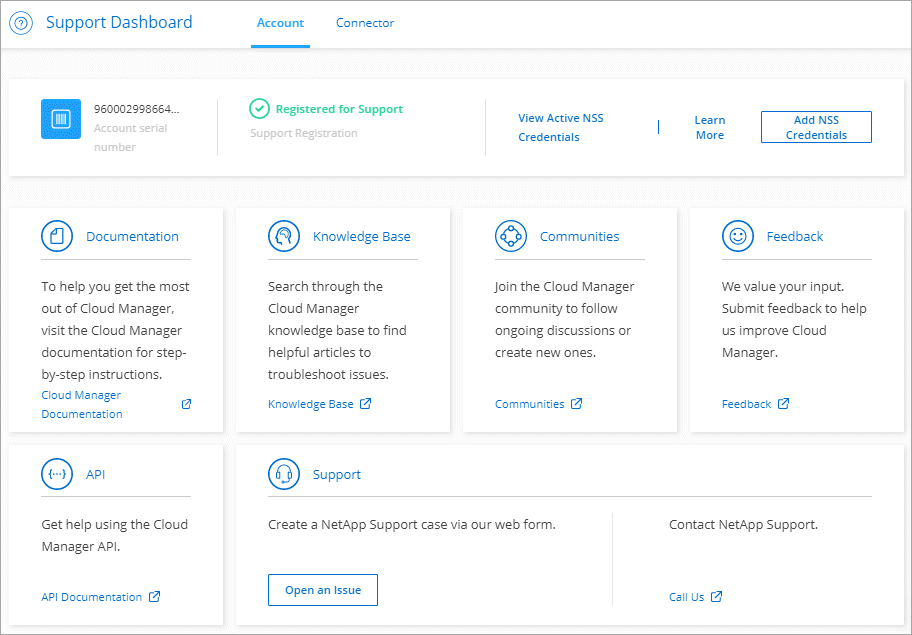 Support Dashboard
Account
Connector
960002998664...
Account serial
number
Registered for Support
Support Registration
View Active NSS
Credentials
Learn
More
Add NSS
Credentials
Documentation
To help you get the most
out of Cloud Manager,
visit the Cloud Manager
documentation for step-
by-step instructions.
Cloud Manager
Documentation
Knowledge Base
Search through the
Cloud Manager
knowledge base to find
helpful articles to
troubleshoot issues.
Knowledge Base
Communities
Join the Cloud Manager
community to follow
ongoing discussions or
create new ones.
Communities
Feedback
We value your input.
Submit feedback to help
us improve Cloud
Manager.
Feedback
API
Get help using the Cloud
Manager API.
API Documentation
Support
Create a NetApp Support case via our web form.
Open an Issue
Contact NetApp Support.
Call Us